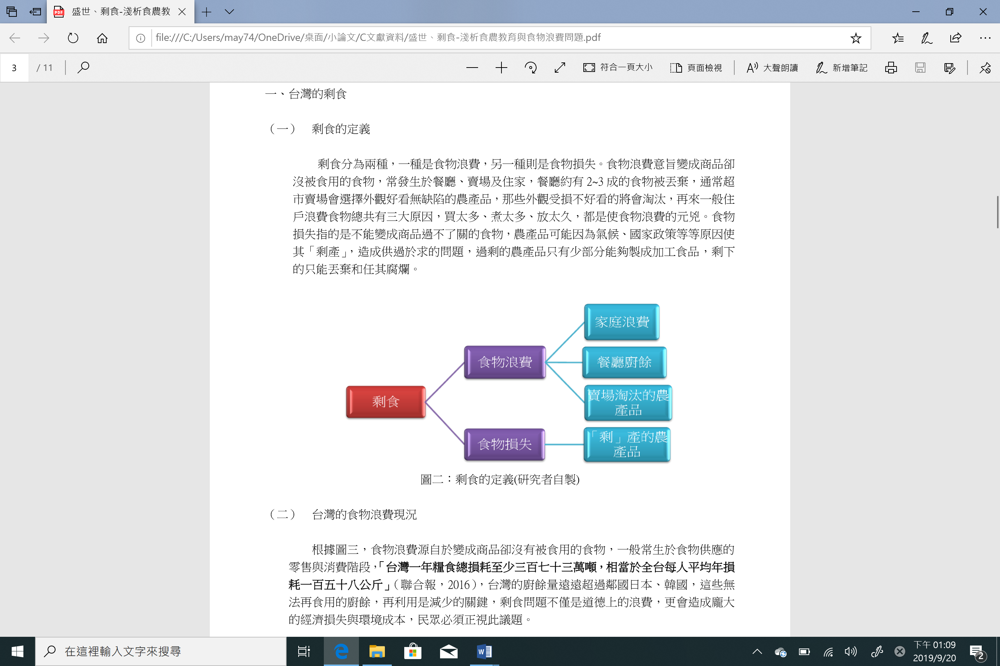 盛世、剩食-淺析食農教
file:///C:/Users/may74/OneDrive/桌面/小論文/C文獻資料/盛世、剩食-淺析食農教育與食物浪費問題.pdf
3 / 11 符合一頁大小 頁面檢視 大聲朗讀 新增筆記
一、台灣的剩食
（一） 剩食的定義
剩食分為兩種，一種是食物浪費，另一種則是食物損失。食物浪費意旨變成商品卻
沒被食用的食物，常發生於餐廳、賣場及住家，餐廳約有 2~3 成的食物被丟棄，通常超
市賣場會選擇外觀好看無缺陷的農產品，那些外觀受損不好看的將會淘汰，再來一般住
戶浪費食物總共有三大原因，買太多、煮太多、放太久，都是使食物浪費的元兇。食物
損失指的是不能變成商品過不了關的食物，農產品可能因為氣候、國家政策等等原因使
其「剩產」，造成供過於求的問題，過剩的農產品只有少部分能夠製成加工食品，剩下
的只能丟棄和任其腐爛。
家庭浪費
食物浪費
餐廳廚餘
剩食
賣場淘汰的農
產品
食物損失
「剩」產的農
產品
圖二：剩食的定義(研究者自製)
（二） 台灣的食物浪費現況
根據圖三，食物浪費源自於變成商品卻沒有被食用的食物，一般常生於食物供應的
零售與消費階段，「台灣一年糧食總損耗至少三百七十三萬噸，相當於全台每人平均年損
耗一百五十八公斤」（聯合報，2016），台灣的廚餘量遠遠超過鄰國日本、韓國，這些無
法再食用的廚餘，再利用是減少的關鍵，剩食問題不僅是道德上的浪費，更會造成龐大
的經濟損失與環境成本，民眾必須正視此議題。
在這裡輸入文字來搜尋
下午 01:09
2019/9/20
2